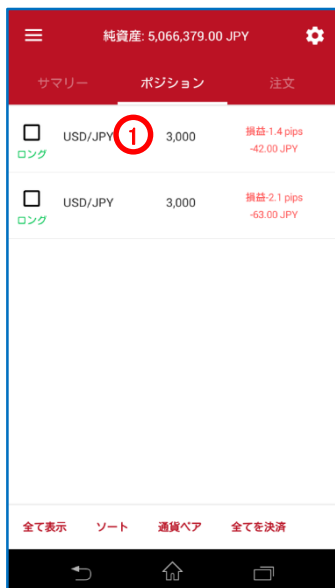 純資産: 5,066,379.00 JPY
サマリー ポジション 注文
USD/JPY 1 3,000 損益-1.4 pips
ロング -42.00 JPY
USD/JPY 3,000 損益-2.1 pips
ロング -63.00 JPY
全て表示 ソート 通貨ペア 全てを決済